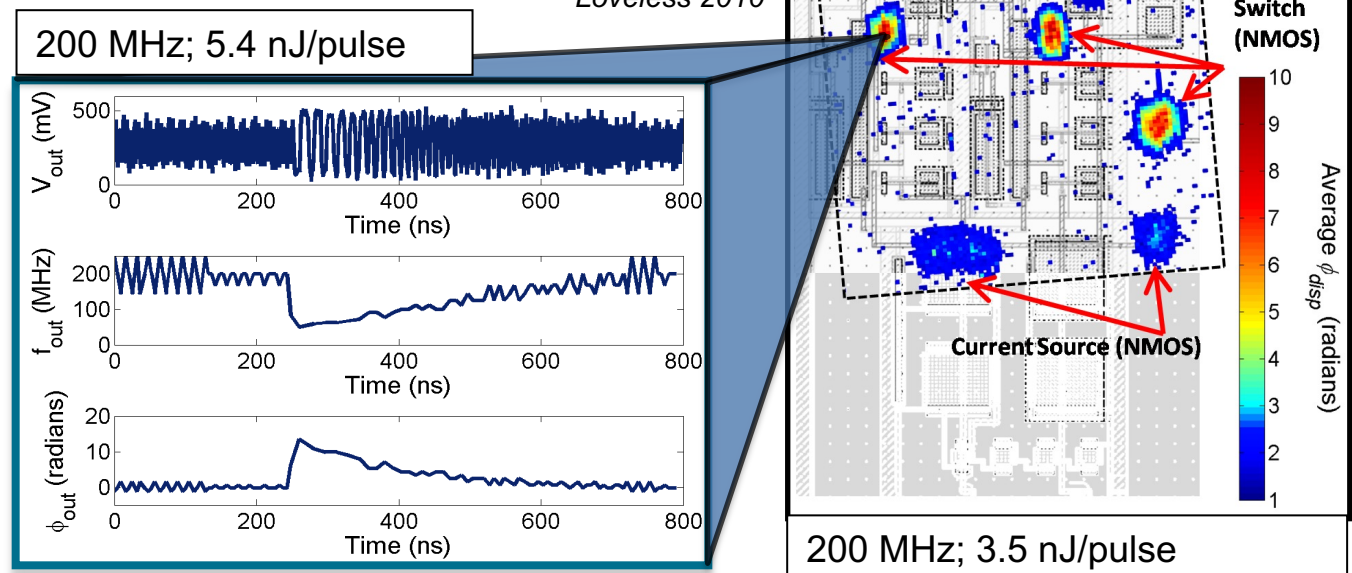 Loveless 2010
200 MHz; 5.4 nJ/pulse
500
0
V_out (mV)
0 200 400 600 800
Time (ns)
200
100
0
f_out (MHz)
0 200 400 600 800
Time (ns)
20
10
0
ϕ_out (radians)
0 200 400 600 800
Time (ns)
Switch
(NMOS)
10
9
8
7
6
5
4
3
2
1
Average ϕ_disp (radians)
Current Source (NMOS)
200 MHz; 3.5 nJ/pulse